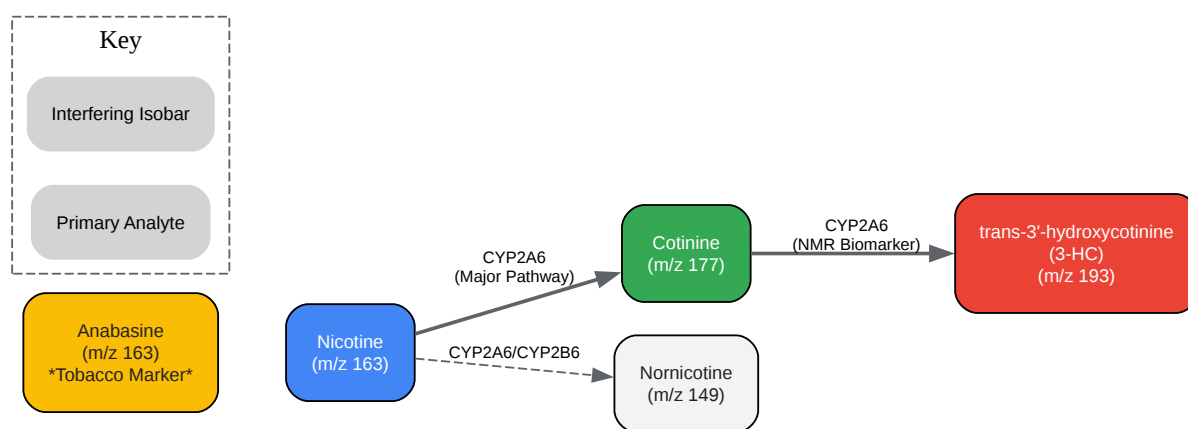 Key
Interfering Isobar
Primary Analyte
Anabasine
(m/z 163)
*Tobacco Marker*
Nicotine
(m/z 163)
CYP2A6
(Major Pathway)
CYP2A6/CYP2B6
Cotinine
(m/z 177)
Nornicotine
(m/z 149)
CYP2A6
(NMR Biomarker)
trans-3'-hydroxycotinine
(3-HC)
(m/z 193)